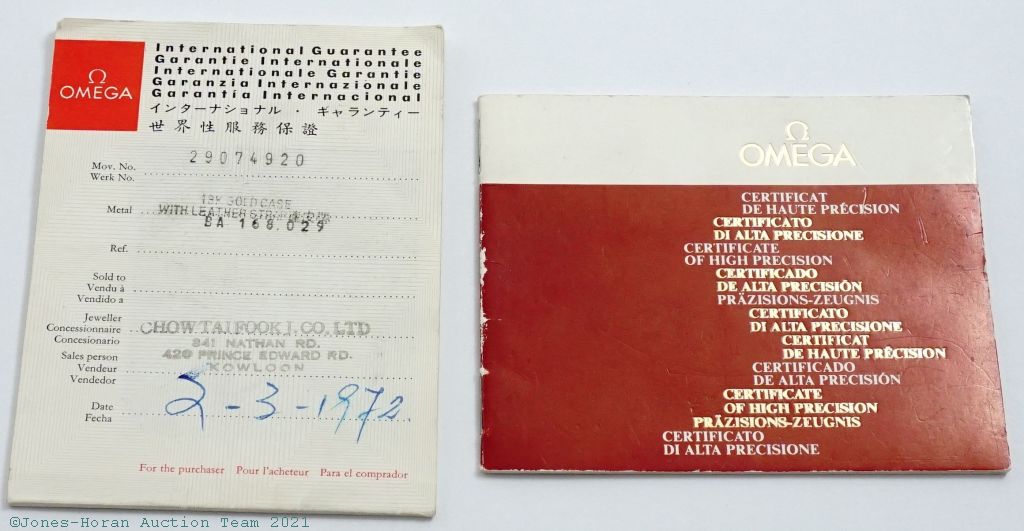 Ω
OMEGA
International Guarantee
Garantie Internationale
Internationale Garantie
Garanzia Internazionale
Garantía Internacional
インターナショナル・ギャランティー
世界性服務保證
Mov. No. 29074920
Werk No.
18K GOLD CASE
Metal WITH LEATHER
BA 168.029
Ref.
Sold to
Vendu à
Vendido a
Jeweller
Concessionnaire CHOW TAI FOOK J. CO. LTD
Concesionario 841 NATHAN RD.
Sales person 420 PRINCE EDWARD RD.
Vendeur KOWLOON
Vendedor
Date 2-3-1972.
Fecha
For the purchaser Pour l'acheteur Para el comprador
Ω
OMEGA
CERTIFICAT
DE HAUTE PRÉCISION
CERTIFICATO
DI ALTA PRECISIONE
CERTIFICATE
OF HIGH PRECISION
CERTIFICADO
DE ALTA PRECISIÓN
PRÄZISIONS-ZEUGNIS
CERTIFICATO
DI ALTA PRECISIONE
CERTIFICAT
DE HAUTE PRÉCISION
CERTIFICADO
DE ALTA PRECISIÓN
CERTIFICATE
OF HIGH PRECISION
PRÄZISIONS-ZEUGNIS
CERTIFICATO
DI ALTA PRECISIONE
©Jones-Horan Auction Team 2021